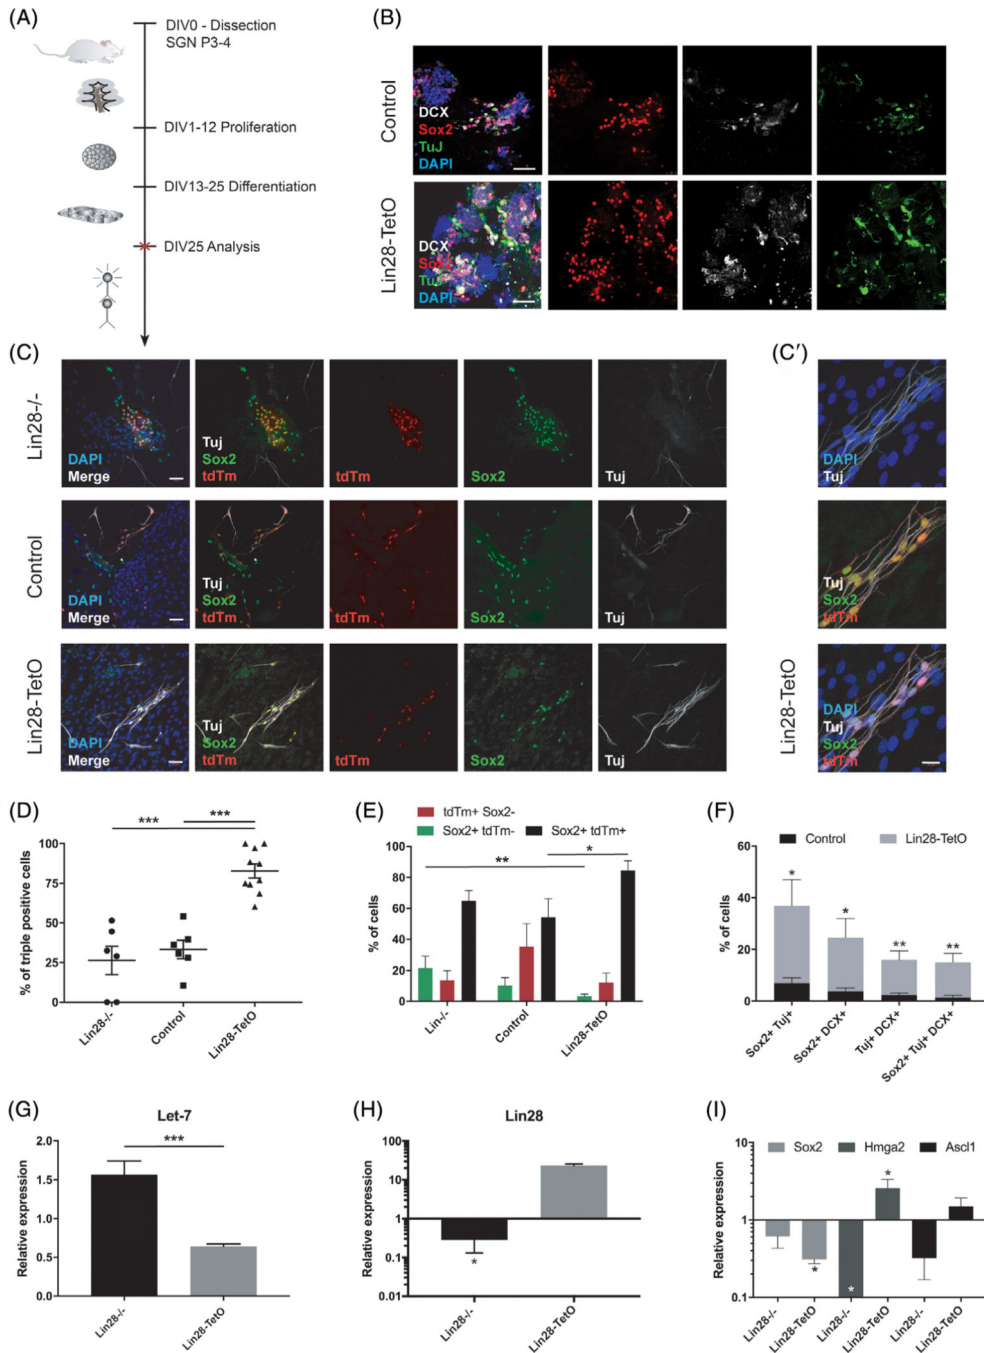 (A)
DIV0 - Dissection
SGN P3-4
DIV1-12 Proliferation
DIV13-25 Differentiation
DIV25 Analysis
(B)
Control
DCX
Sox2
TuJ
DAPI
Lin28-TetO
DCX
Sox2
TuJ
DAPI
(C)
Lin28-/-
DAPI
Merge
Tuj
Sox2
tdTm
tdTm
Sox2
Tuj
Control
DAPI
Merge
Tuj
Sox2
tdTm
tdTm
Sox2
Tuj
Lin28-TetO
DAPI
Merge
Tuj
Sox2
tdTm
tdTm
Sox2
Tuj
(C′)
DAPI
Tuj
Tuj
Sox2
tdTm
Lin28-TetO
DAPI
Tuj
Sox2
tdTm
(D)
% of triple positive cells
100
75
50
25
0
*** ***
Lin28-/-
Control
Lin28-TetO
(E)
tdTm+ Sox2-
Sox2+ tdTm- Sox2+ tdTm+
% of cells
100
80
60
40
20
0
**
*
Lin-/-
Control
Lin28-TetO
(F)
Control Lin28-TetO
% of cells
60
40
20
0
* * ** **
Sox2+ Tuj+
Sox2+ DCX+
Tuj+ DCX+
Sox2+ Tuj+ DCX+
(G)
Let-7
Relative expression
2.0
1.5
1.0
0.5
0.0
***
Lin28-/-
Lin28-TetO
(H)
Lin28
Relative expression
100
10
1
0.1
0.01
*
Lin28-/-
Lin28-TetO
(I)
Sox2 Hmga2 Ascl1
Relative expression
10
1
0.1
* * *
Lin28-/-
Lin28-TetO
Lin28-/-
Lin28-TetO
Lin28-/-
Lin28-TetO